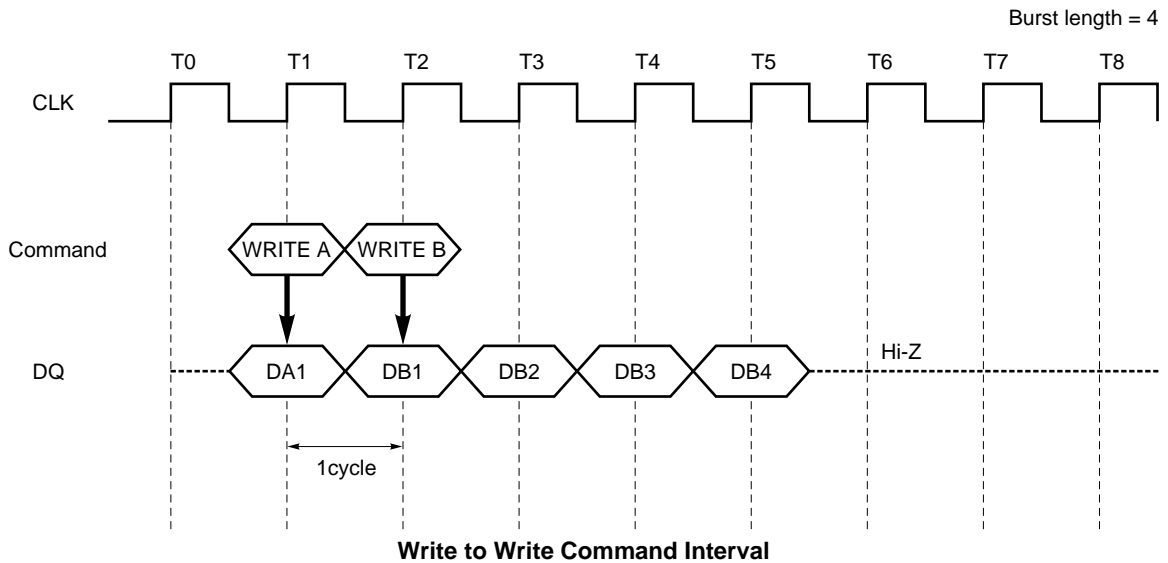 Burst length = 4
T0 T1 T2 T3 T4 T5 T6 T7 T8
CLK
Command WRITE A WRITE B
Hi-Z
DQ DA1 DB1 DB2 DB3 DB4
1cycle
Write to Write Command Interval